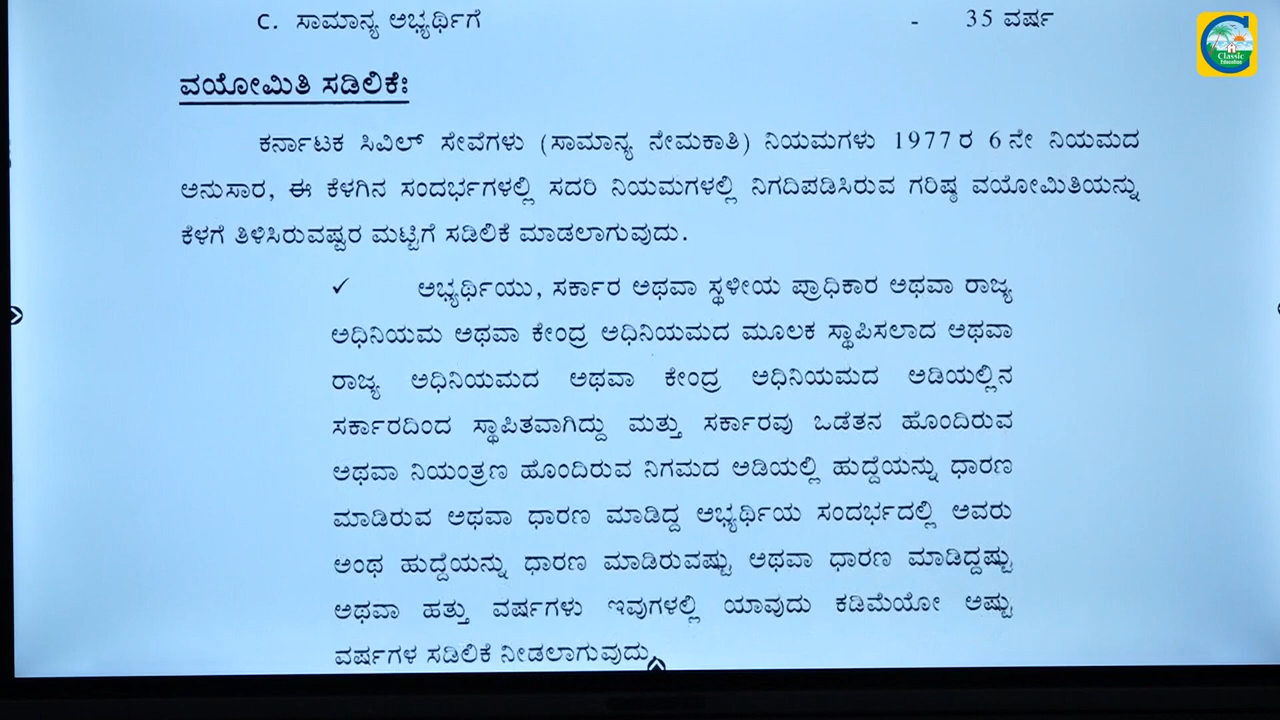 C. ಸಾಮಾನ್ಯ ಅಭ್ಯರ್ಥಿಗೆ - 35 ವರ್ಷ
Classic
Education
ವಯೋಮಿತಿ ಸಡಿಲಿಕೆಃ
ಕರ್ನಾಟಕ ಸಿವಿಲ್ ಸೇವೆಗಳು (ಸಾಮಾನ್ಯ ನೇಮಕಾತಿ) ನಿಯಮಗಳು 1977ರ 6ನೇ ನಿಯಮದ
ಅನುಸಾರ, ಈ ಕೆಳಗಿನ ಸಂದರ್ಭಗಳಲ್ಲಿ ಸದರಿ ನಿಯಮಗಳಲ್ಲಿ ನಿಗದಿಪಡಿಸಿರುವ ಗರಿಷ್ಠ ವಯೋಮಿತಿಯನ್ನು
ಕೆಳಗೆ ತಿಳಿಸಿರುವಷ್ಟರ ಮಟ್ಟಿಗೆ ಸಡಿಲಿಕೆ ಮಾಡಲಾಗುವುದು.
✓ ಅಭ್ಯರ್ಥಿಯು, ಸರ್ಕಾರ ಅಥವಾ ಸ್ಥಳೀಯ ಪ್ರಾಧಿಕಾರ ಅಥವಾ ರಾಜ್ಯ
ಅಧಿನಿಯಮ ಅಥವಾ ಕೇಂದ್ರ ಅಧಿನಿಯಮದ ಮೂಲಕ ಸ್ಥಾಪಿಸಲಾದ ಅಥವಾ
ರಾಜ್ಯ ಅಧಿನಿಯಮದ ಅಥವಾ ಕೇಂದ್ರ ಅಧಿನಿಯಮದ ಅಡಿಯಲ್ಲಿನ
ಸರ್ಕಾರದಿಂದ ಸ್ಥಾಪಿತವಾಗಿದ್ದು ಮತ್ತು ಸರ್ಕಾರವು ಒಡೆತನ ಹೊಂದಿರುವ
ಅಥವಾ ನಿಯಂತ್ರಣ ಹೊಂದಿರುವ ನಿಗಮದ ಅಡಿಯಲ್ಲಿ ಹುದ್ದೆಯನ್ನು ಧಾರಣ
ಮಾಡಿರುವ ಅಥವಾ ಧಾರಣ ಮಾಡಿದ್ದ ಅಭ್ಯರ್ಥಿಯ ಸಂದರ್ಭದಲ್ಲಿ ಅವರು
ಅಂಥ ಹುದ್ದೆಯನ್ನು ಧಾರಣ ಮಾಡಿರುವಷ್ಟು ಅಥವಾ ಧಾರಣ ಮಾಡಿದ್ದಷ್ಟು
ಅಥವಾ ಹತ್ತು ವರ್ಷಗಳು ಇವುಗಳಲ್ಲಿ ಯಾವುದು ಕಡಿಮೆಯೋ ಅಷ್ಟು
ವರ್ಷಗಳ ಸಡಿಲಿಕೆ ನೀಡಲಾಗುವುದು.